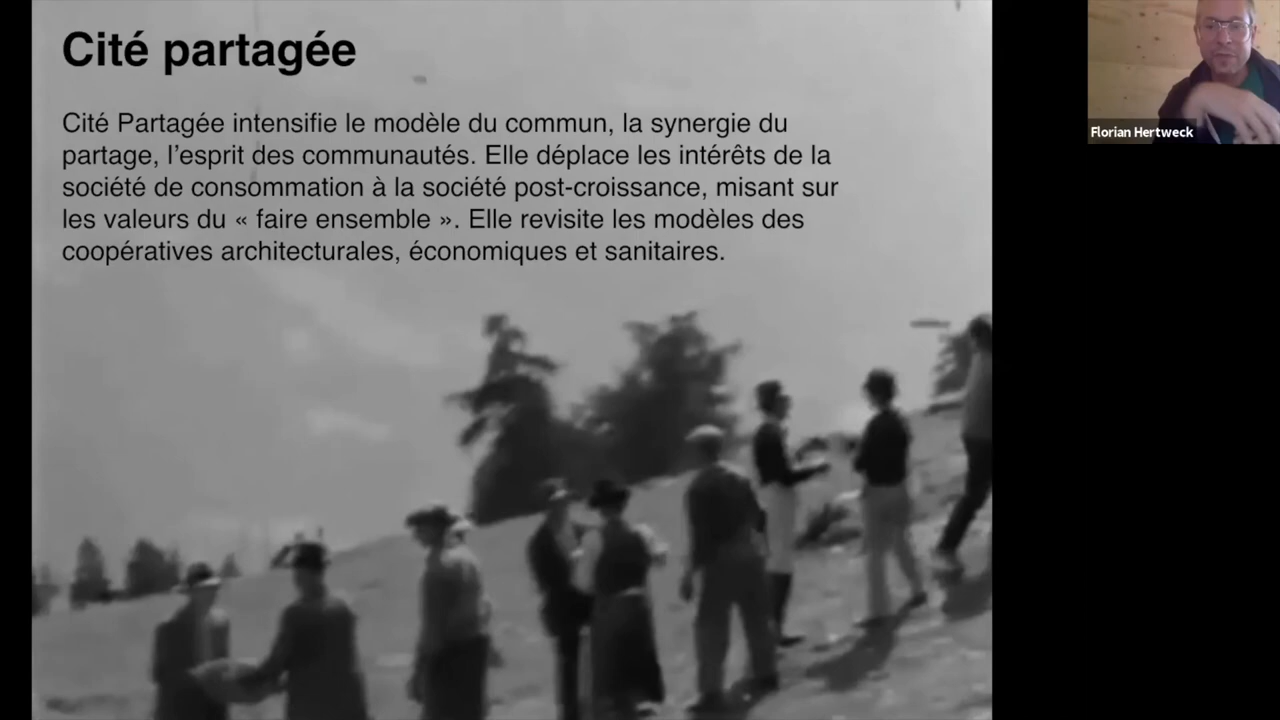 Cité partagée
Cité Partagée intensifie le modèle du commun, la synergie du
partage, l’esprit des communautés. Elle déplace les intérêts de la
société de consommation à la société post-croissance, misant sur
les valeurs du « faire ensemble ». Elle revisite les modèles des
coopératives architecturales, économiques et sanitaires.
Florian Hertweck